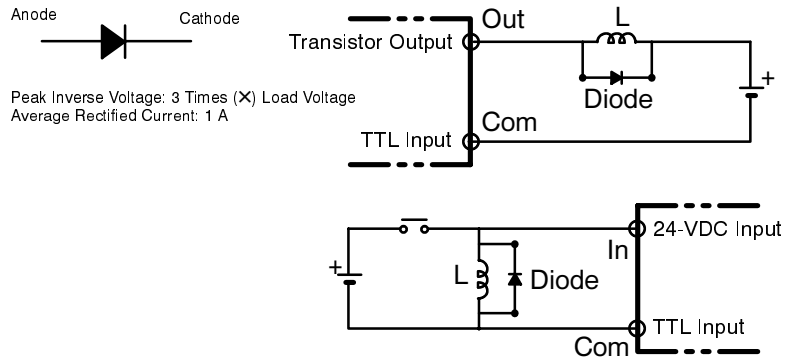 Anode
Cathode
Peak Inverse Voltage: 3 Times (X) Load Voltage
Average Rectified Current: 1 A
Out
L
Transistor Output
+
Diode
Com
TTL Input
24-VDC Input
In
+
L
Diode
TTL Input
Com